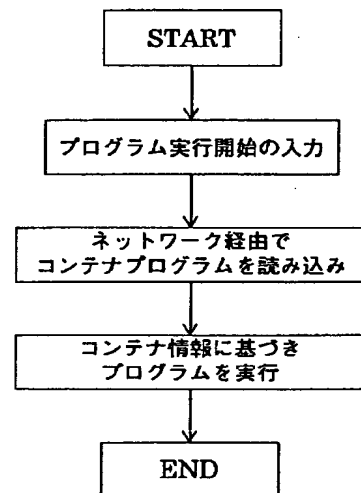 START
プログラム実行開始の入力
ネットワーク経由で
コンテナプログラムを読み込み
コンテナ情報に基づき
プログラムを実行
END